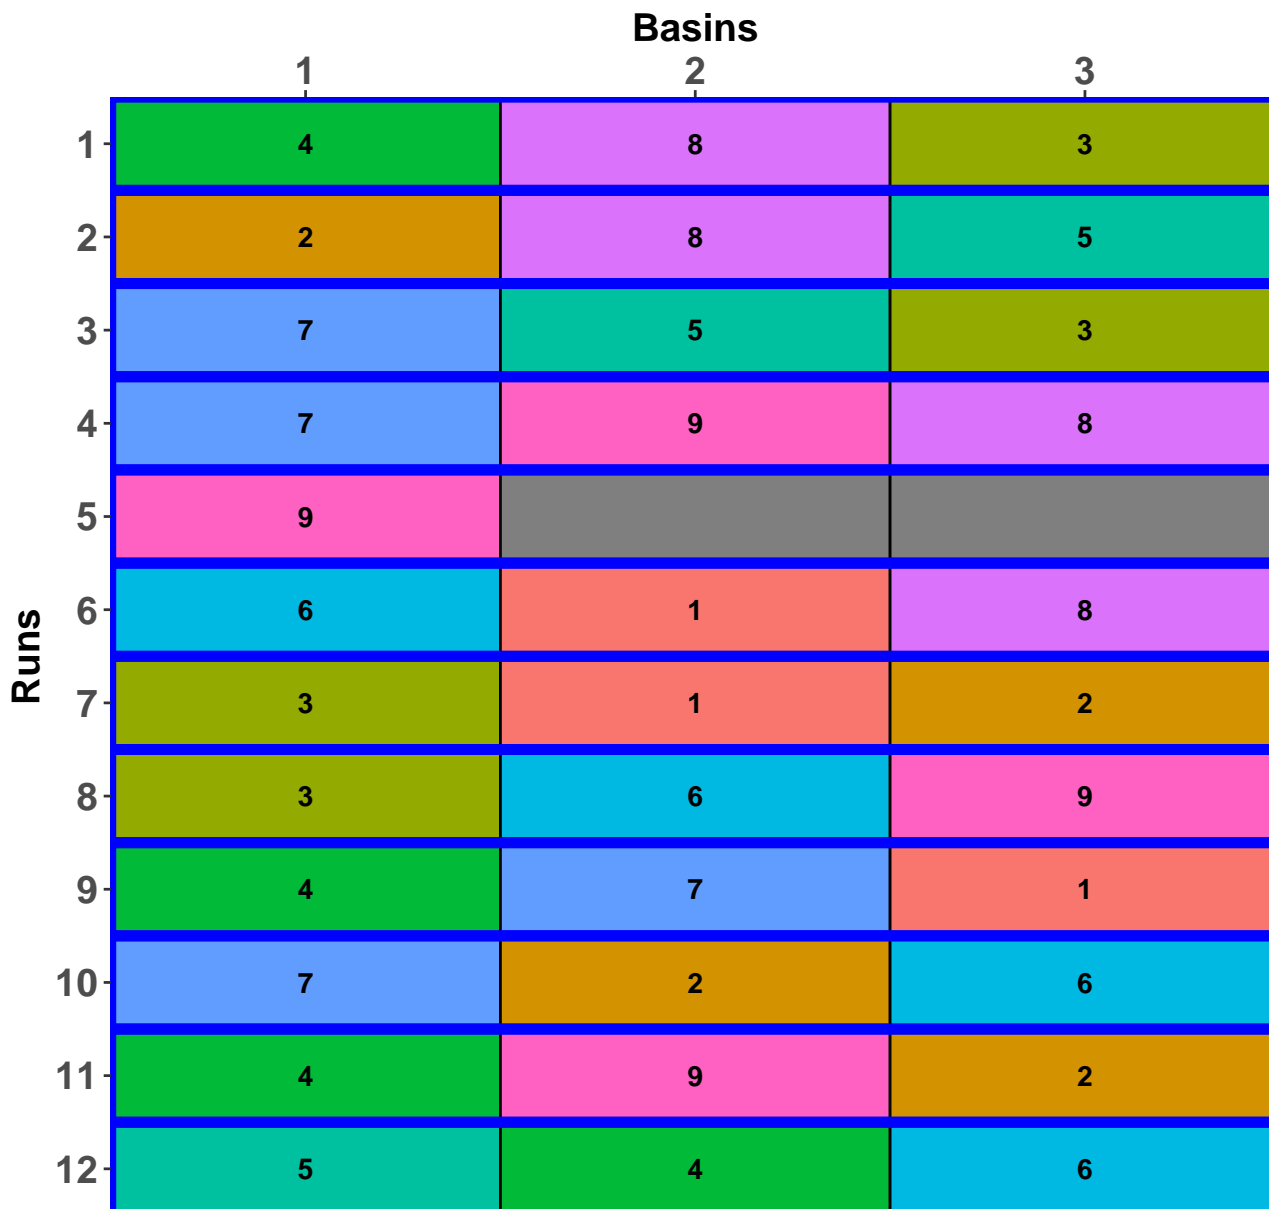 Basins
1 2 3
1 4 8 3
2 2 8 5
3 7 5 3
4 7 9 8
5 9
6 6 1 8
7 3 1 2
8 3 6 9
9 4 7 1
10 7 2 6
11 4 9 2
12 5 4 6
Runs